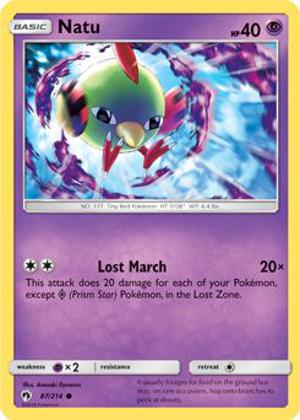 BASIC Natu HP40
NO. 177 Tiny Bird Pokémon HT: 0'08" WT: 4.4 lbs.
Lost March 20×
This attack does 20 damage for each of your Pokémon,
except ◇ (Prism Star) Pokémon, in the Lost Zone.
weakness ×2 resistance retreat
Illus. Anesaki Dynamic
87/214
It usually forages for food on the ground but
may, on rare occasions, hop onto branches to
peck at shoots.